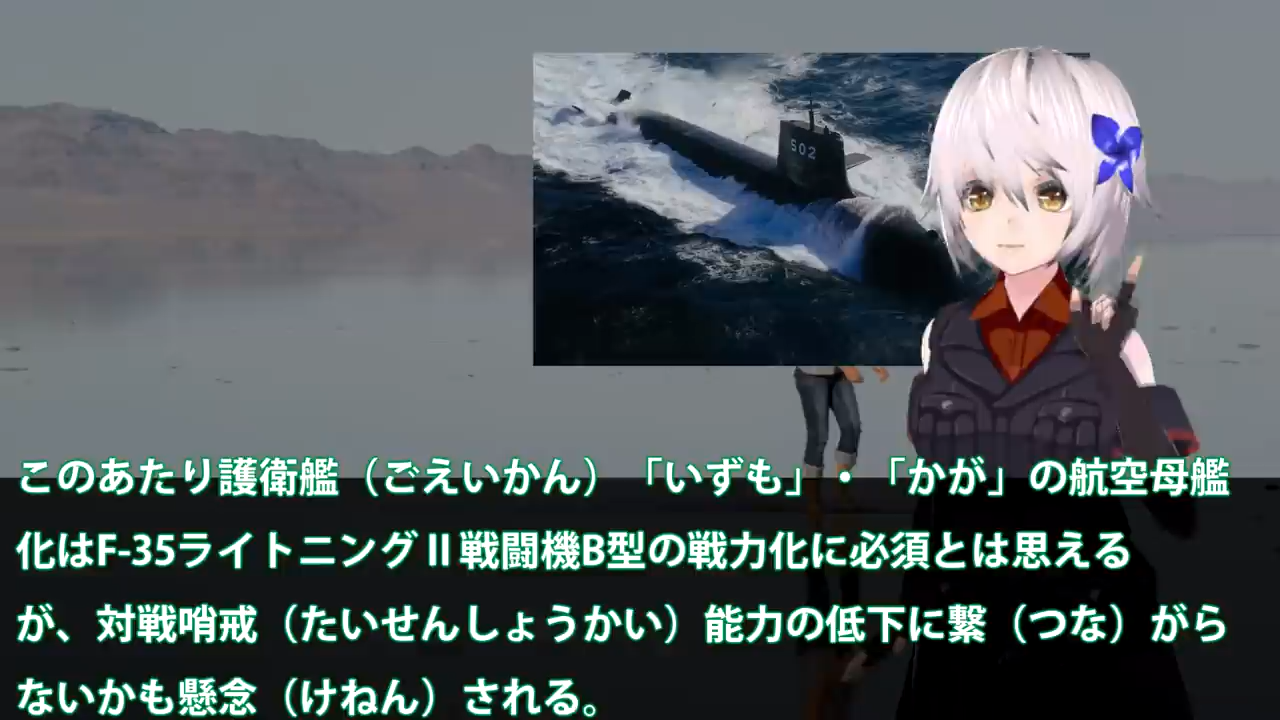 502
このあたり護衛艦（ごえいかん）「いずも」・「かが」の航空母艦
化はF-35ライトニングⅡ戦闘機B型の戦力化に必須とは思える
が、対戦哨戒（たいせんしょうかい）能力の低下に繋（つな）がら
ないかも懸念（けねん）される。